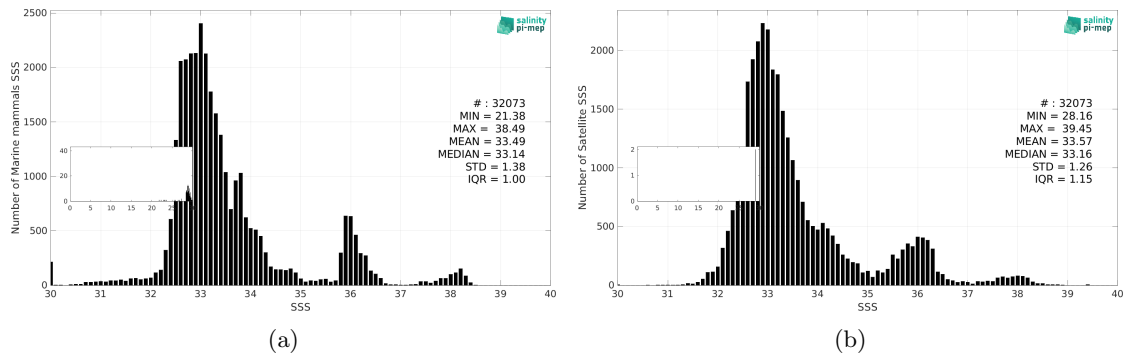 salinity
pi-mep
Number of Marine mammals SSS
2500
2000
1500
1000
500
0
# : 32073
MIN = 21.38
MAX = 38.49
MEAN = 33.49
MEDIAN = 33.14
STD = 1.38
IQR = 1.00
40
20
0
0 5 10 15 20 25
30 31 32 33 34 35 36 37 38 39 40
SSS
(a)
salinity
pi-mep
Number of Satellite SSS
2000
1500
1000
500
0
# : 32073
MIN = 28.16
MAX = 39.45
MEAN = 33.57
MEDIAN = 33.16
STD = 1.26
IQR = 1.15
2
1
0
0 5 10 15 20 25
30 31 32 33 34 35 36 37 38 39 40
SSS
(b)